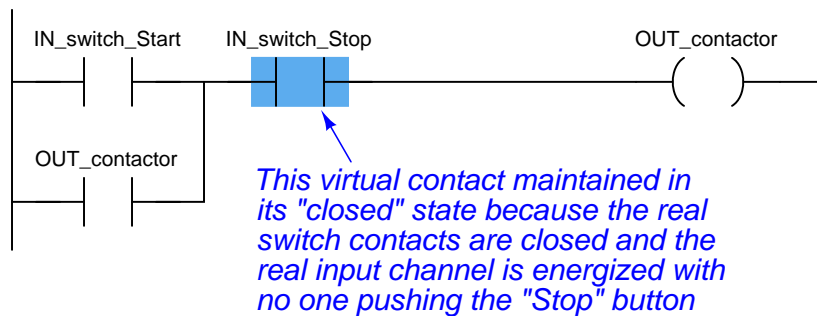 IN_switch_Start IN_switch_Stop OUT_contactor
OUT_contactor
This virtual contact maintained in
its "closed" state because the real
switch contacts are closed and the
real input channel is energized with
no one pushing the "Stop" button